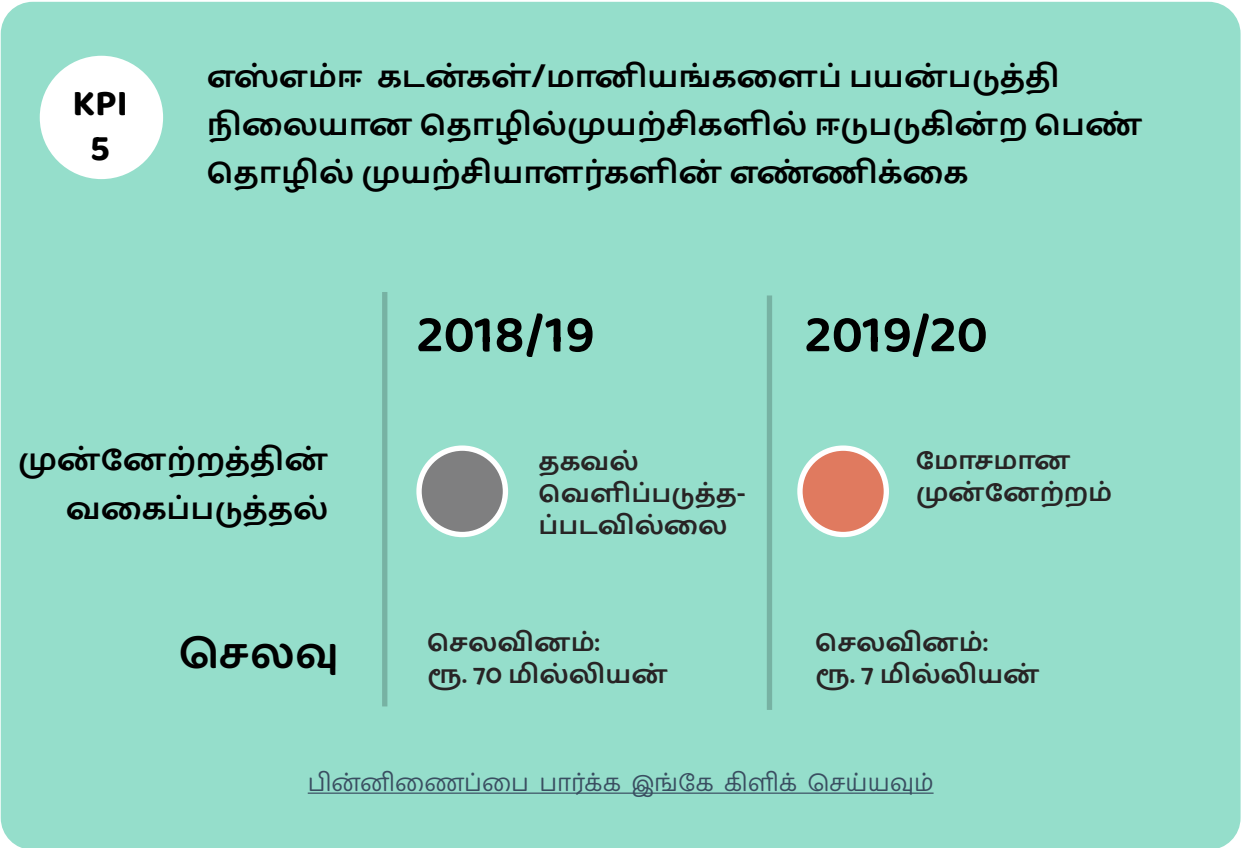 KPI
5
எஸ்எம்ஈ கடன்கள்/மானியங்களைப் பயன்படுத்தி
நிலையான தொழில்முயற்சிகளில் ஈடுபடுகின்ற பெண்
தொழில் முயற்சியாளர்களின் எண்ணிக்கை
2018/19
2019/20
முன்னேற்றத்தின்
வகைப்படுத்தல்
தகவல்
வெளிப்படுத்த-
ப்படவில்லை
மோசமான
முன்னேற்றம்
செலவு
செலவினம்:
ரூ. 70 மில்லியன்
செலவினம்:
ரூ. 7 மில்லியன்
பின்னிணைப்பை பார்க்க இங்கே கிளிக் செய்யவும்